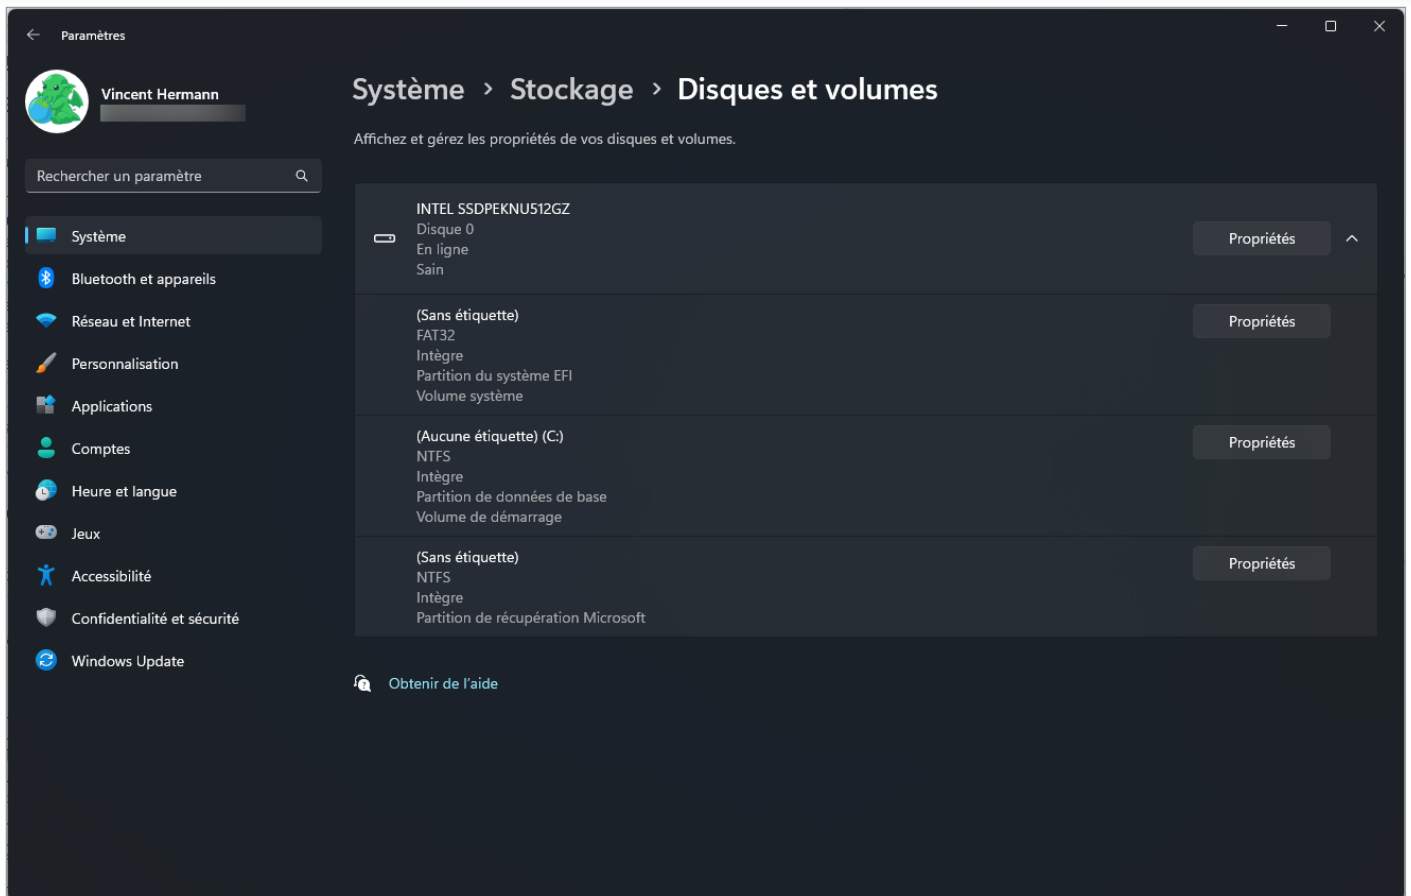 Paramètres
Vincent Hermann
Rechercher un paramètre
Système
Bluetooth et appareils
Réseau et Internet
Personnalisation
Applications
Comptes
Heure et langue
Jeux
Accessibilité
Confidentialité et sécurité
Windows Update
Système > Stockage > Disques et volumes
Affichez et gérez les propriétés de vos disques et volumes.
INTEL SSDPEKNU512GZ
Disque 0
En ligne
Sain
Propriétés
(Sans étiquette)
FAT32
Intègre
Partition du système EFI
Volume système
Propriétés
(Aucune étiquette) (C:)
NTFS
Intègre
Partition de données de base
Volume de démarrage
Propriétés
(Sans étiquette)
NTFS
Intègre
Partition de récupération Microsoft
Propriétés
Obtenir de l'aide